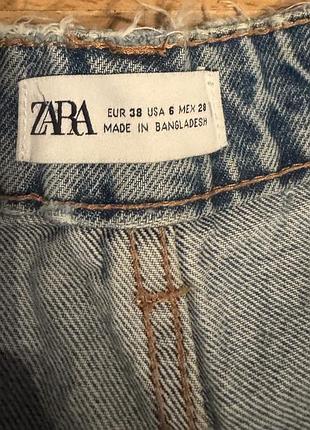 ZARA
EUR 38 USA 6 MEX 28
MADE IN BANGLADESH